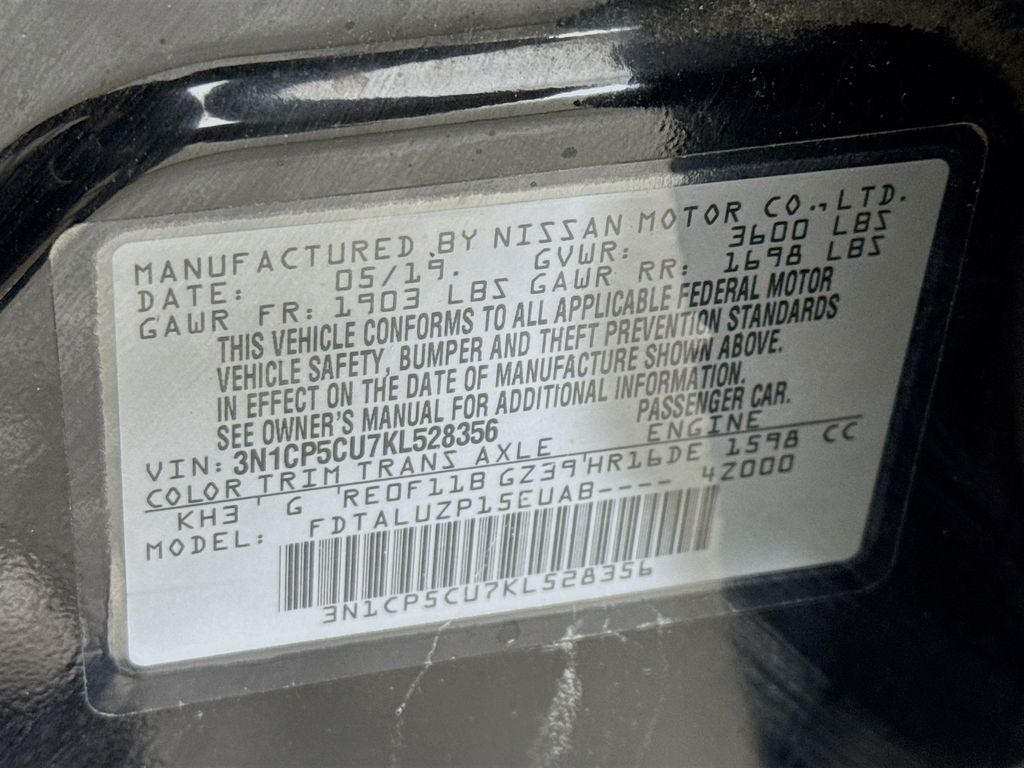 MANUFACTURED BY NISSAN MOTOR CO.,LTD.
DATE: 05/19. GVWR: 3600 LBS
GAWR FR: 1903 LBS GAWR RR: 1698 LBS
THIS VEHICLE CONFORMS TO ALL APPLICABLE FEDERAL MOTOR
VEHICLE SAFETY, BUMPER AND THEFT PREVENTION STANDARDS
IN EFFECT ON THE DATE OF MANUFACTURE SHOWN ABOVE.
SEE OWNER'S MANUAL FOR ADDITIONAL INFORMATION.
VIN: 3N1CP5CU7KL528356 PASSENGER CAR.
COLOR TRIM TRANS AXLE ENGINE
KH3 ' G 'RE0F11B GZ39'HR16DE 1598 CC
MODEL: FDTALUZP15EUAB---- 4Z000
3N1CP5CU7KL528356